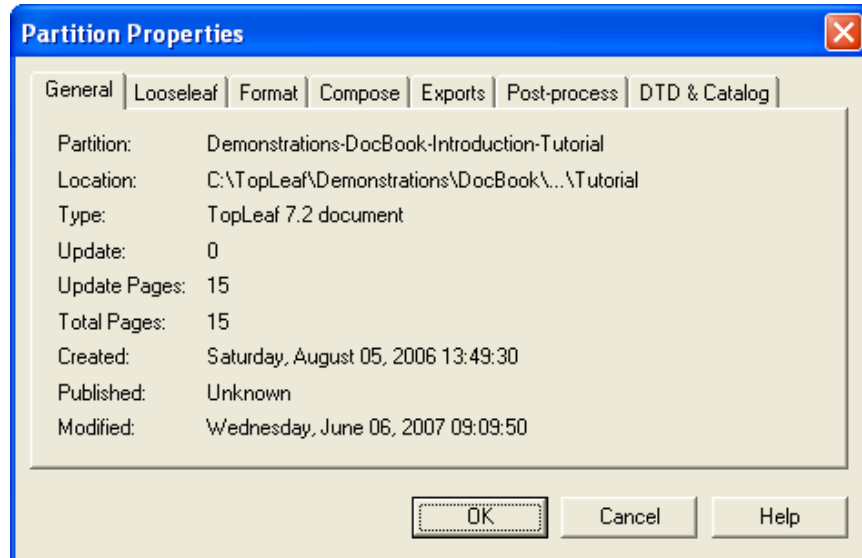 Partition Properties
General Looseleaf Format Compose Exports Post-process DTD & Catalog
Partition: Demonstrations-DocBook-Introduction-Tutorial
Location: C:\TopLeaf\Demonstrations\DocBook\...\Tutorial
Type: TopLeaf 7.2 document
Update: 0
Update Pages: 15
Total Pages: 15
Created: Saturday, August 05, 2006 13:49:30
Published: Unknown
Modified: Wednesday, June 06, 2007 09:09:50
OK Cancel Help